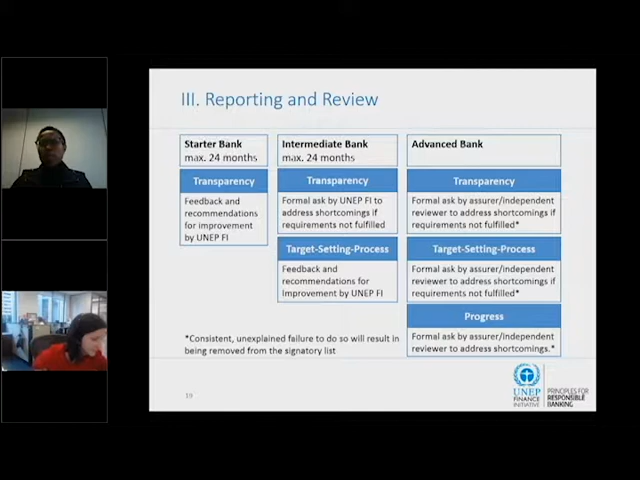 III. Reporting and Review
Starter Bank
max. 24 months
Transparency
Feedback and
recommendations
for improvement
by UNEP FI
Intermediate Bank
max. 24 months
Transparency
Formal ask by UNEP FI to
address shortcomings if
requirements not fulfilled
Target-Setting-Process
Feedback and
recommendations for
improvement by UNEP FI
Advanced Bank
Transparency
Formal ask by assurer/independent
reviewer to address shortcomings if
requirements not fulfilled*
Target-Setting-Process
Formal ask by assurer/independent
reviewer to address shortcomings if
requirements not fulfilled*
Progress
Formal ask by assurer/independent
reviewer to address shortcomings.*
*Consistent, unexplained failure to do so will result in
being removed from the signatory list
19
UNEP
FINANCE
INITIATIVE
PRINCIPLES FOR
RESPONSIBLE
BANKING